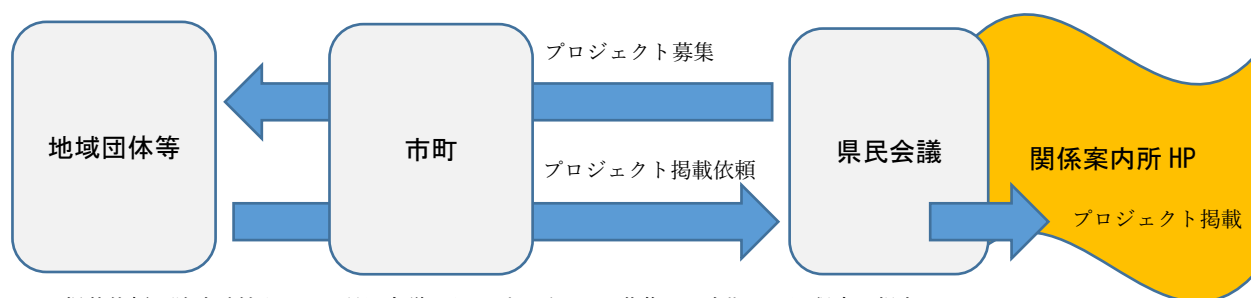 プロジェクト募集
地域団体等
市町
県民会議
関係案内所 HP
プロジェクト掲載依頼
プロジェクト掲載